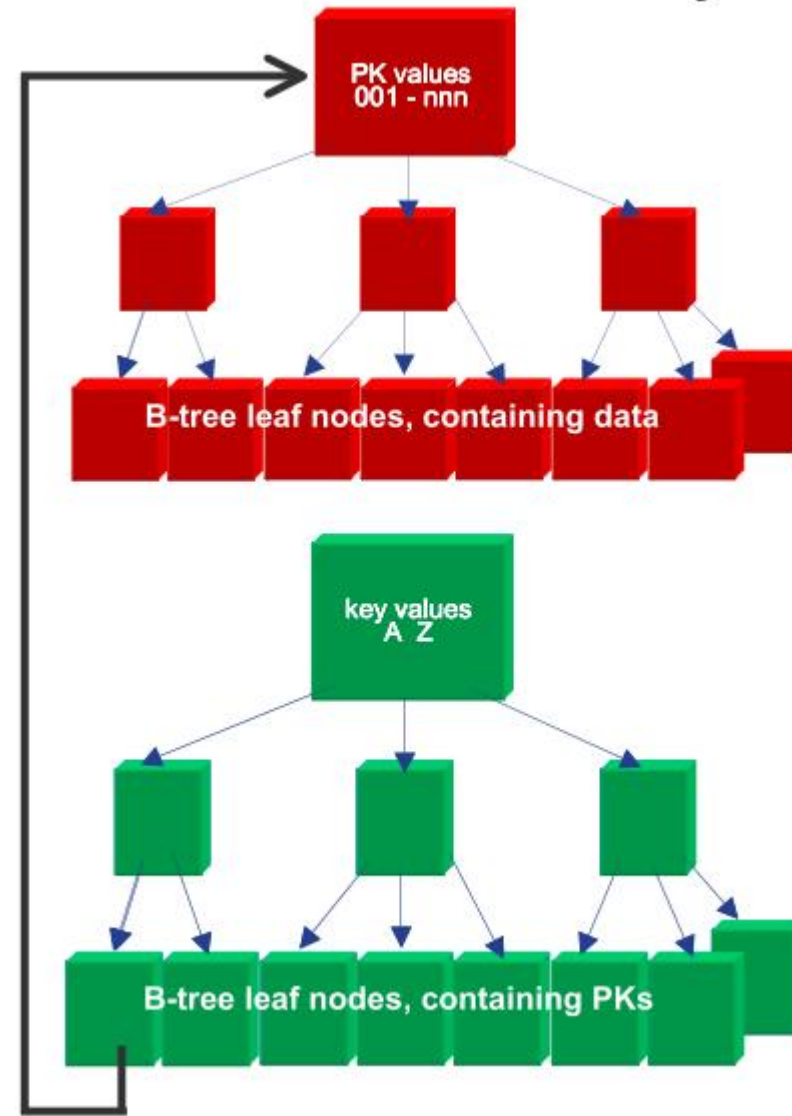 PK values
001 - nnn
B-tree leaf nodes, containing data
key values
A Z
B-tree leaf nodes, containing PKs